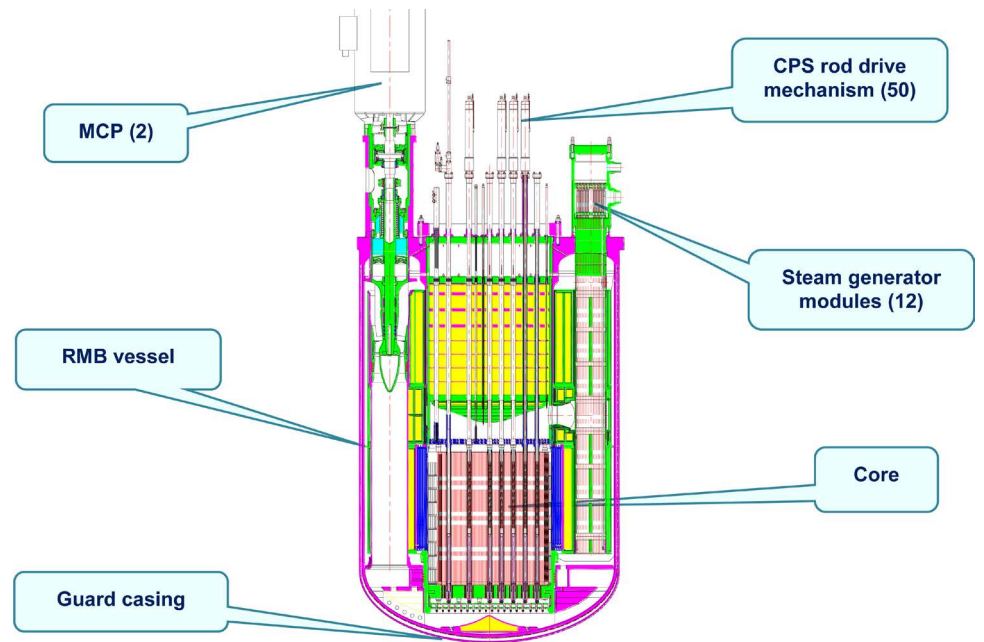 CPS rod drive
mechanism (50)
MCP (2)
Steam generator
modules (12)
RMB vessel
Core
Guard casing